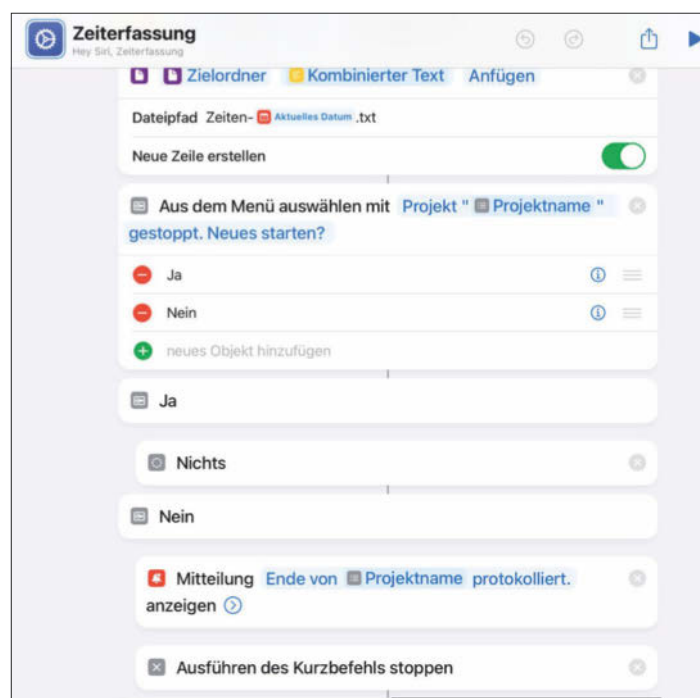 Zeiterfassung
Hey Siri, Zeiterfassung
Zielordner Kombinierter Text Anfügen
Dateipfad Zeiten- Aktuelles Datum .txt
Neue Zeile erstellen
Aus dem Menü auswählen mit Projekt " Projektname "
gestoppt. Neues starten?
Ja
Nein
neues Objekt hinzufügen
Ja
Nichts
Nein
Mitteilung Ende von Projektname protokolliert.
anzeigen
Ausführen des Kurzbefehls stoppen